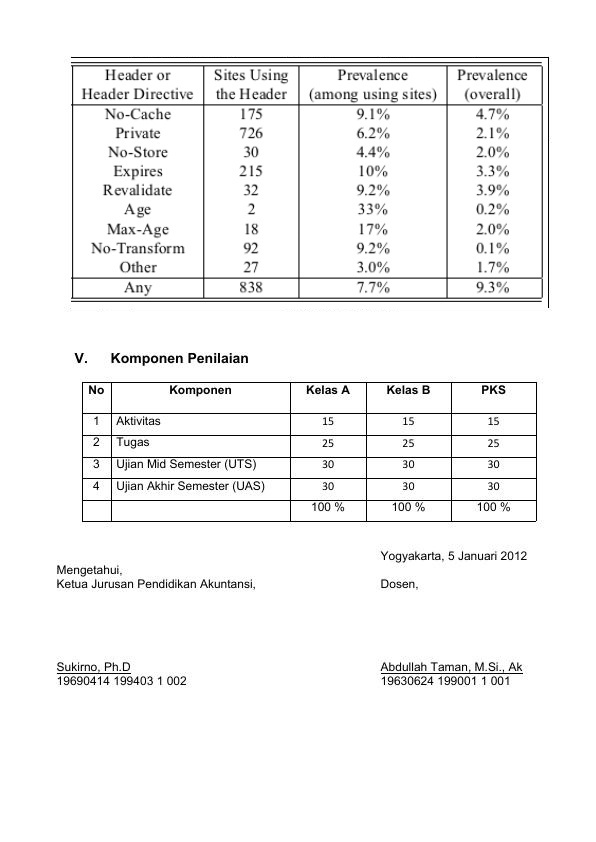 Header or Header Directive | Sites Using the Header | Prevalence (among using sites) | Prevalence (overall)
No-Cache 175 9.1% 4.7%
Private 726 6.2% 2.1%
No-Store 30 4.4% 2.0%
Expires 215 10% 3.3%
Revalidate 32 9.2% 3.9%
Age 2 33% 0.2%
Max-Age 18 17% 2.0%
No-Transform 92 9.2% 0.1%
Other 27 3.0% 1.7%
Any 838 7.7% 9.3%
V. Komponen Penilaian
No Komponen Kelas A Kelas B PKS
1 Aktivitas 15 15 15
2 Tugas 25 25 25
3 Ujian Mid Semester (UTS) 30 30 30
4 Ujian Akhir Semester (UAS) 30 30 30
100 % 100 % 100 %
Yogyakarta, 5 Januari 2012
Mengetahui,
Ketua Jurusan Pendidikan Akuntansi, Dosen,
Sukirno, Ph.D Abdullah Taman, M.Si., Ak
19690414 199403 1 002 19630624 199001 1 001